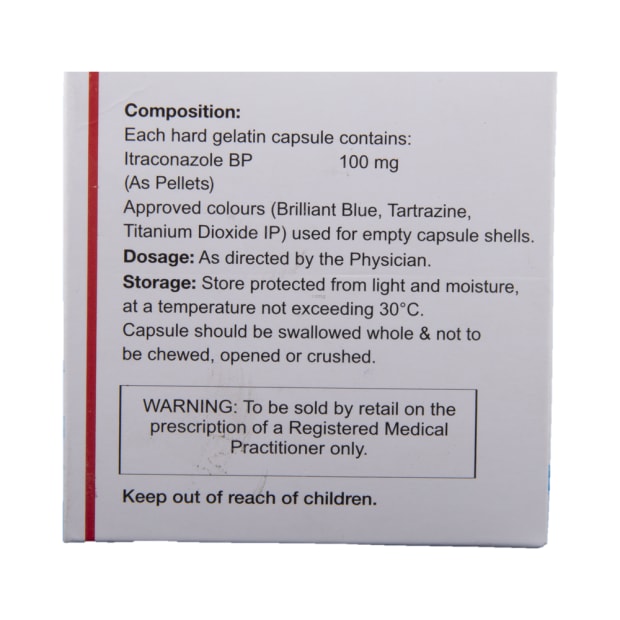 Composition:
Each hard gelatin capsule contains:
Itraconazole BP 100 mg
(As Pellets)
Approved colours (Brilliant Blue, Tartrazine,
Titanium Dioxide IP) used for empty capsule shells.
Dosage: As directed by the Physician.
Storage: Store protected from light and moisture,
at a temperature not exceeding 30°C.
Capsule should be swallowed whole & not to
be chewed, opened or crushed.
WARNING: To be sold by retail on the
prescription of a Registered Medical
Practitioner only.
Keep out of reach of children.